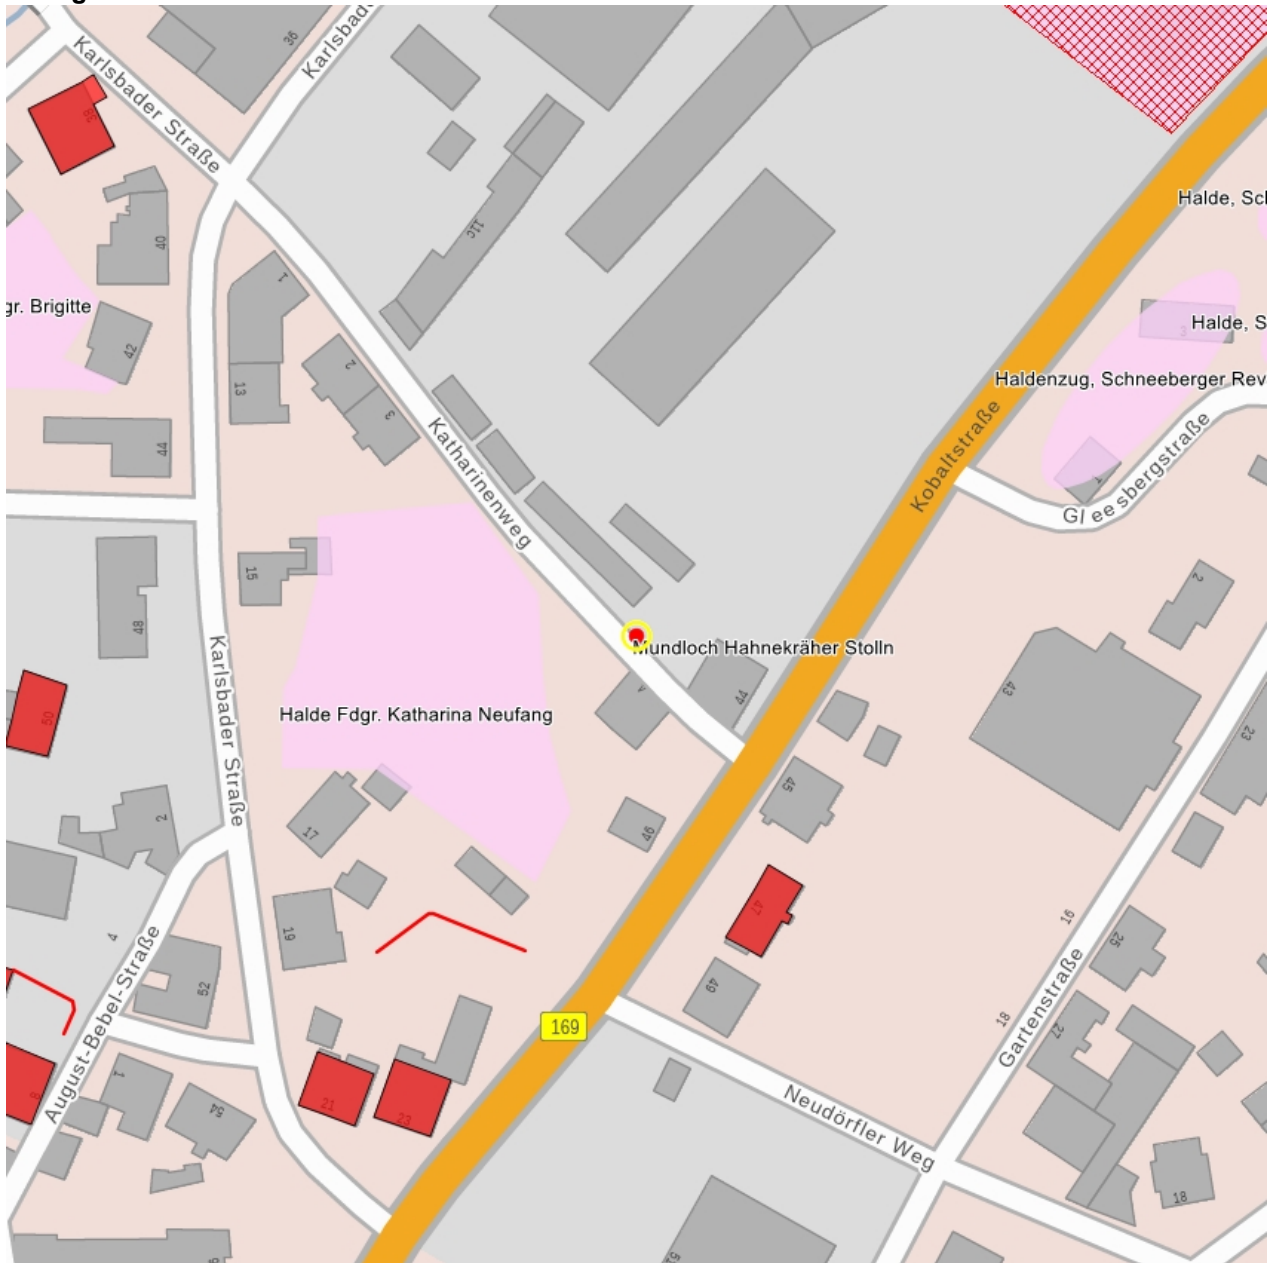 36
Karlsbader Straße
Karlsbade
39
11c
40
1
Halde, Sch
gr. Brigitte
42
2
13
3
Halde, S
3
Haldenzug, Schneeberger Rev
44
Katharinenweg
Kobaltstraße
1
Gleesbergstraße
15
48
2
Mundloch Hahnekräher Stolln
43
44
50
Halde Fdgr. Katharina Neufang
Karlsbader Straße
23
45
2
17
46
47
16
4
19
25
52
49
August-Bebel-Straße
18
Gartenstraße
169
27
1
21
23
54
8
Neudörfler Weg
18